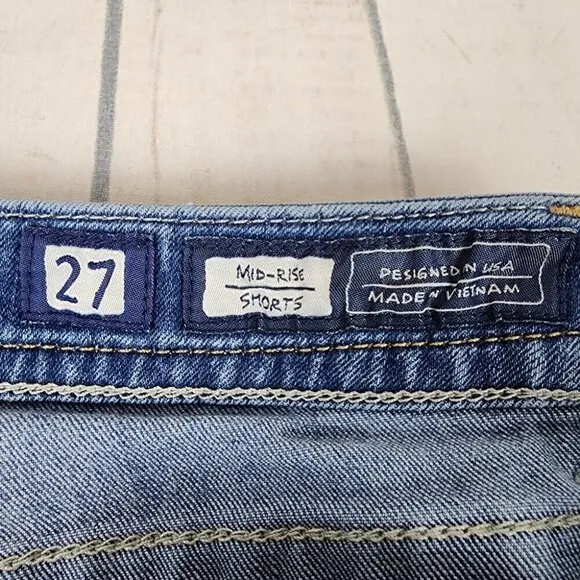 27
MID-RISE
SHORTS
DESIGNED IN USA
MADE IN VIETNAM